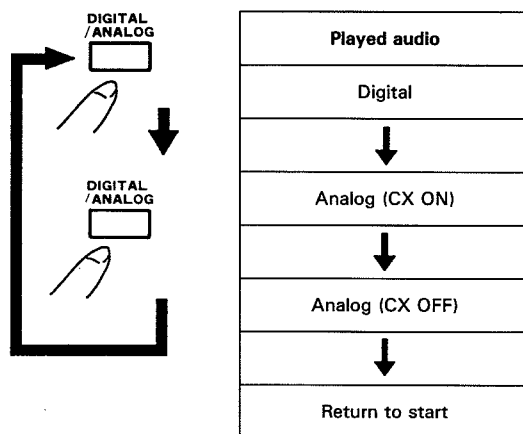 DIGITAL
/ANALOG
DIGITAL
/ANALOG
Played audio
Digital
Analog (CX ON)
Analog (CX OFF)
Return to start